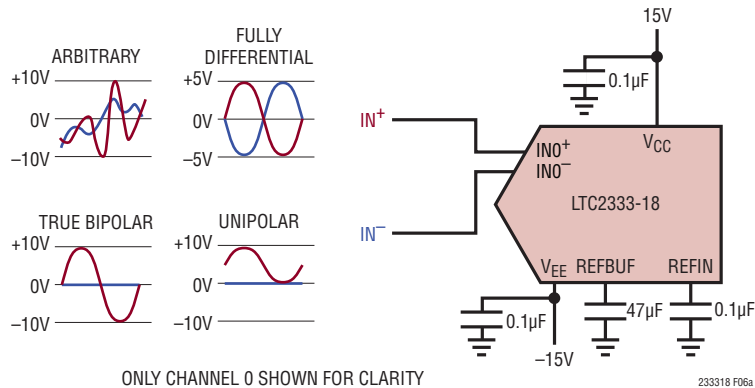 ARBITRARY
+10V
0V
–10V
FULLY
DIFFERENTIAL
+5V
0V
–5V
TRUE BIPOLAR
+10V
0V
–10V
UNIPOLAR
+10V
0V
–10V
15V
0.1µF
IN+
IN–
IN0+
IN0–
VCC
LTC2333-18
VEE
REFBUF
REFIN
0.1µF
47µF
0.1µF
–15V
ONLY CHANNEL 0 SHOWN FOR CLARITY
233318 F06a